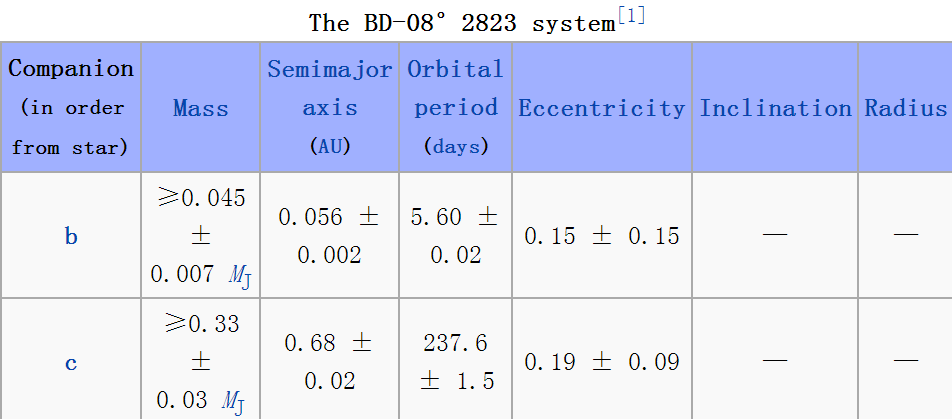 The BD-08° 2823 system[1]
Companion
(in order
from star)
Mass
Semimajor
axis
(AU)
Orbital
period
(days)
Eccentricity
Inclination
Radius
b
≥0.045
±
0.007 MJ
0.056 ±
0.002
5.60 ±
0.02
0.15 ± 0.15
—
—
c
≥0.33
±
0.03 MJ
0.68 ±
0.02
237.6
± 1.5
0.19 ± 0.09
—
—